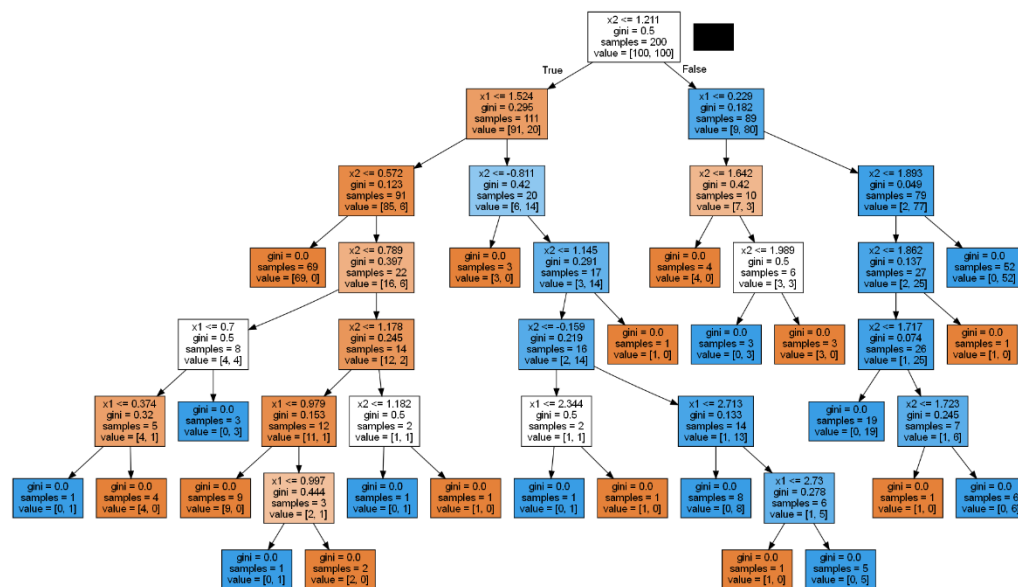 x2 <= 1.211
gini = 0.5
samples = 200
value = [100, 100]
True
False
x1 <= 1.524
gini = 0.295
samples = 111
value = [91, 20]
x1 <= 0.229
gini = 0.182
samples = 89
value = [9, 80]
x2 <= 0.572
gini = 0.123
samples = 91
value = [85, 6]
x2 <= -0.811
gini = 0.42
samples = 20
value = [6, 14]
x2 <= 1.642
gini = 0.42
samples = 10
value = [7, 3]
x2 <= 1.893
gini = 0.049
samples = 79
value = [2, 77]
gini = 0.0
samples = 69
value = [69, 0]
x2 <= 0.789
gini = 0.397
samples = 22
value = [16, 6]
gini = 0.0
samples = 3
value = [3, 0]
x2 <= 1.145
gini = 0.291
samples = 17
value = [3, 14]
gini = 0.0
samples = 4
value = [4, 0]
x2 <= 1.989
gini = 0.5
samples = 6
value = [3, 3]
x2 <= 1.862
gini = 0.137
samples = 27
value = [2, 25]
gini = 0.0
samples = 52
value = [0, 52]
x1 <= 0.7
gini = 0.5
samples = 8
value = [4, 4]
x2 <= 1.178
gini = 0.245
samples = 14
value = [12, 2]
x2 <= -0.159
gini = 0.219
samples = 16
value = [2, 14]
gini = 0.0
samples = 1
value = [1, 0]
gini = 0.0
samples = 3
value = [0, 3]
gini = 0.0
samples = 3
value = [3, 0]
x2 <= 1.717
gini = 0.074
samples = 26
value = [1, 25]
gini = 0.0
samples = 1
value = [1, 0]
x1 <= 0.374
gini = 0.32
samples = 5
value = [4, 1]
gini = 0.0
samples = 3
value = [0, 3]
x1 <= 0.979
gini = 0.153
samples = 12
value = [11, 1]
x2 <= 1.182
gini = 0.5
samples = 2
value = [1, 1]
x1 <= 2.344
gini = 0.5
samples = 2
value = [1, 1]
x1 <= 2.713
gini = 0.133
samples = 14
value = [1, 13]
gini = 0.0
samples = 19
value = [0, 19]
x2 <= 1.723
gini = 0.245
samples = 7
value = [1, 6]
gini = 0.0
samples = 1
value = [0, 1]
gini = 0.0
samples = 4
value = [4, 0]
gini = 0.0
samples = 9
value = [9, 0]
x1 <= 0.997
gini = 0.444
samples = 3
value = [2, 1]
gini = 0.0
samples = 1
value = [0, 1]
gini = 0.0
samples = 1
value = [1, 0]
gini = 0.0
samples = 1
value = [0, 1]
gini = 0.0
samples = 1
value = [1, 0]
gini = 0.0
samples = 8
value = [0, 8]
x1 <= 2.73
gini = 0.278
samples = 6
value = [1, 5]
gini = 0.0
samples = 1
value = [1, 0]
gini = 0.0
samples = 6
value = [0, 6]
gini = 0.0
samples = 1
value = [0, 1]
gini = 0.0
samples = 2
value = [2, 0]
gini = 0.0
samples = 1
value = [1, 0]
gini = 0.0
samples = 5
value = [0, 5]